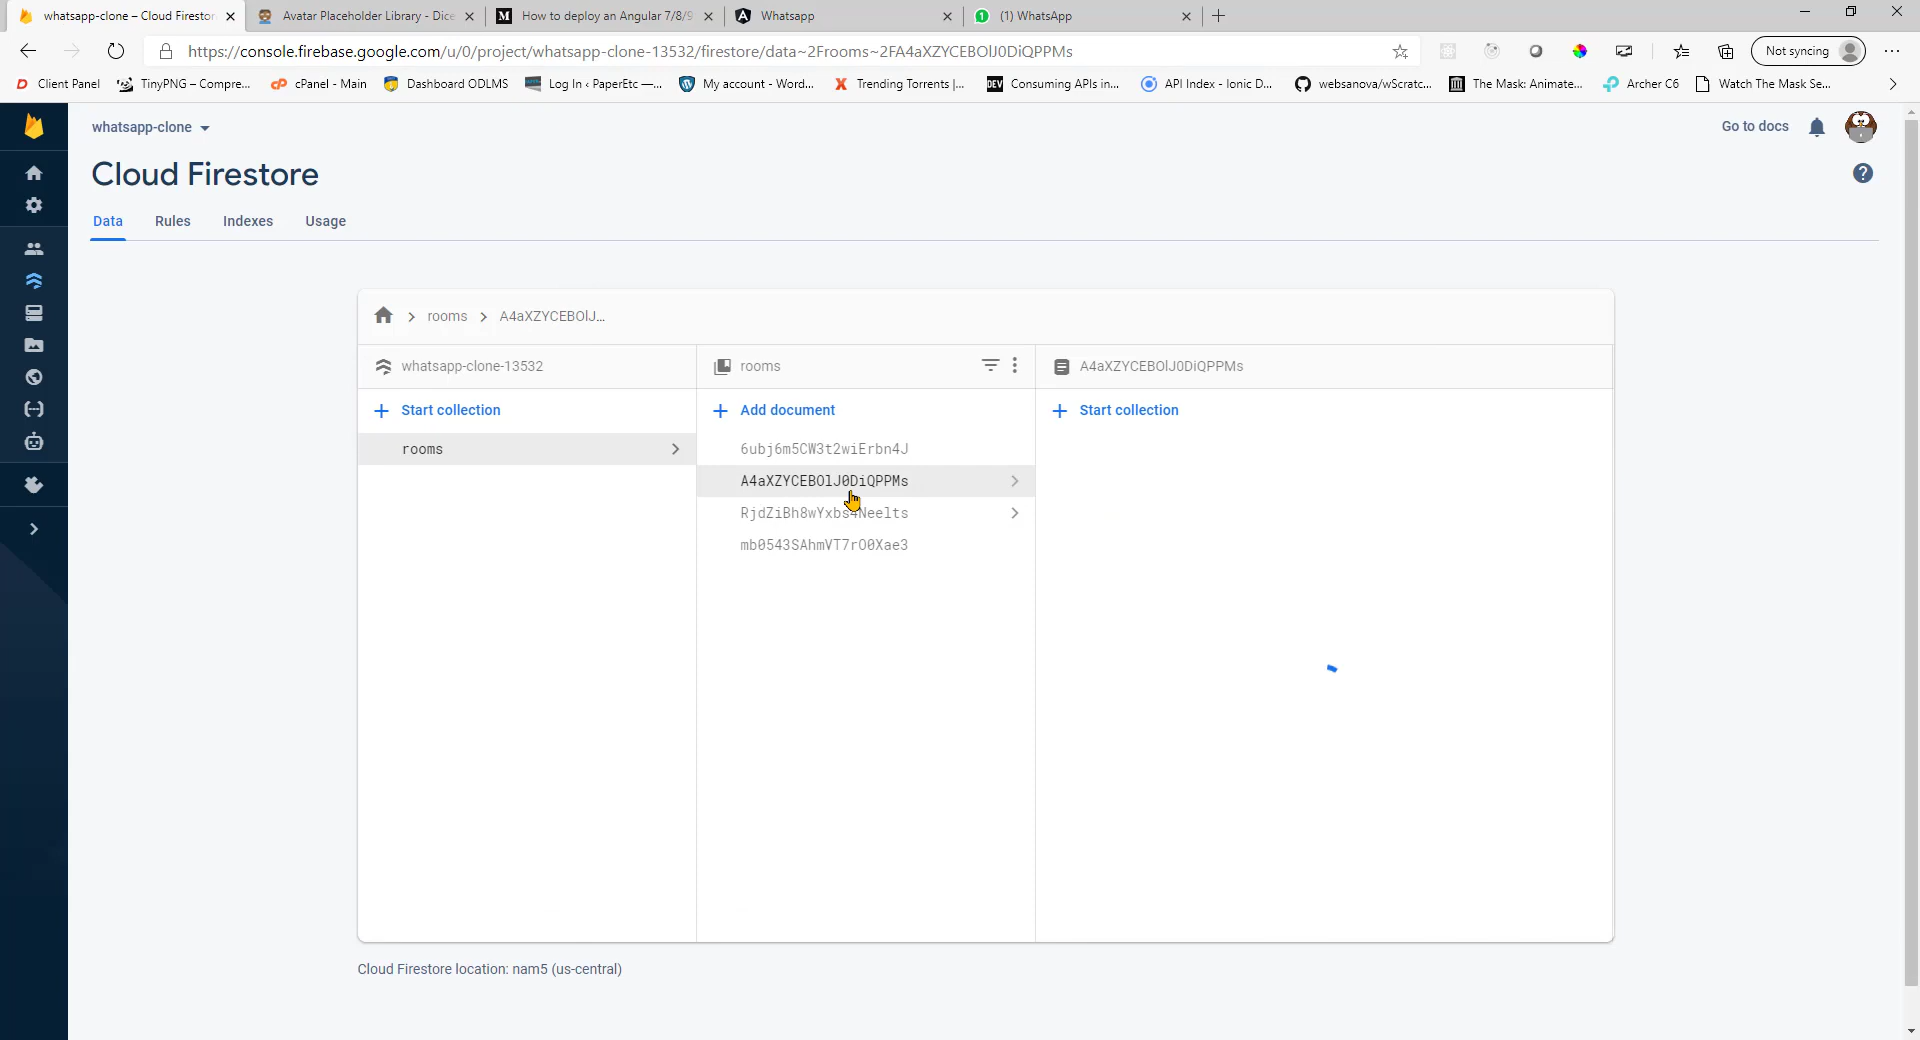 whatsapp-clone – Cloud Firestor
Avatar Placeholder Library - Dice
How to deploy an Angular 7/8/9
Whatsapp
(1) WhatsApp
https://console.firebase.google.com/u/0/project/whatsapp-clone-13532/firestore/data~2Frooms~2FA4aXZYCEBOlJ0DiQPPMs
Not syncing
Client Panel
TinyPNG – Compre...
cPanel - Main
Dashboard ODLMS
Log In ‹ PaperEtc —...
My account - Word...
Trending Torrents |...
DEV
Consuming APIs in...
API Index - Ionic D...
websanova/wScratc...
The Mask: Animate...
Archer C6
Watch The Mask Se...
whatsapp-clone
Go to docs
Cloud Firestore
Data
Rules
Indexes
Usage
rooms
A4aXZYCEBOlJ...
whatsapp-clone-13532
rooms
A4aXZYCEBOlJ0DiQPPMs
Start collection
Add document
Start collection
rooms
6ubj6m5CW3t2wiErbn4J
A4aXZYCEBOlJ0DiQPPMs
RjdZiBh8wYxbs4Neelts
mb0543SAhmVT7rO0Xae3
Cloud Firestore location: nam5 (us-central)